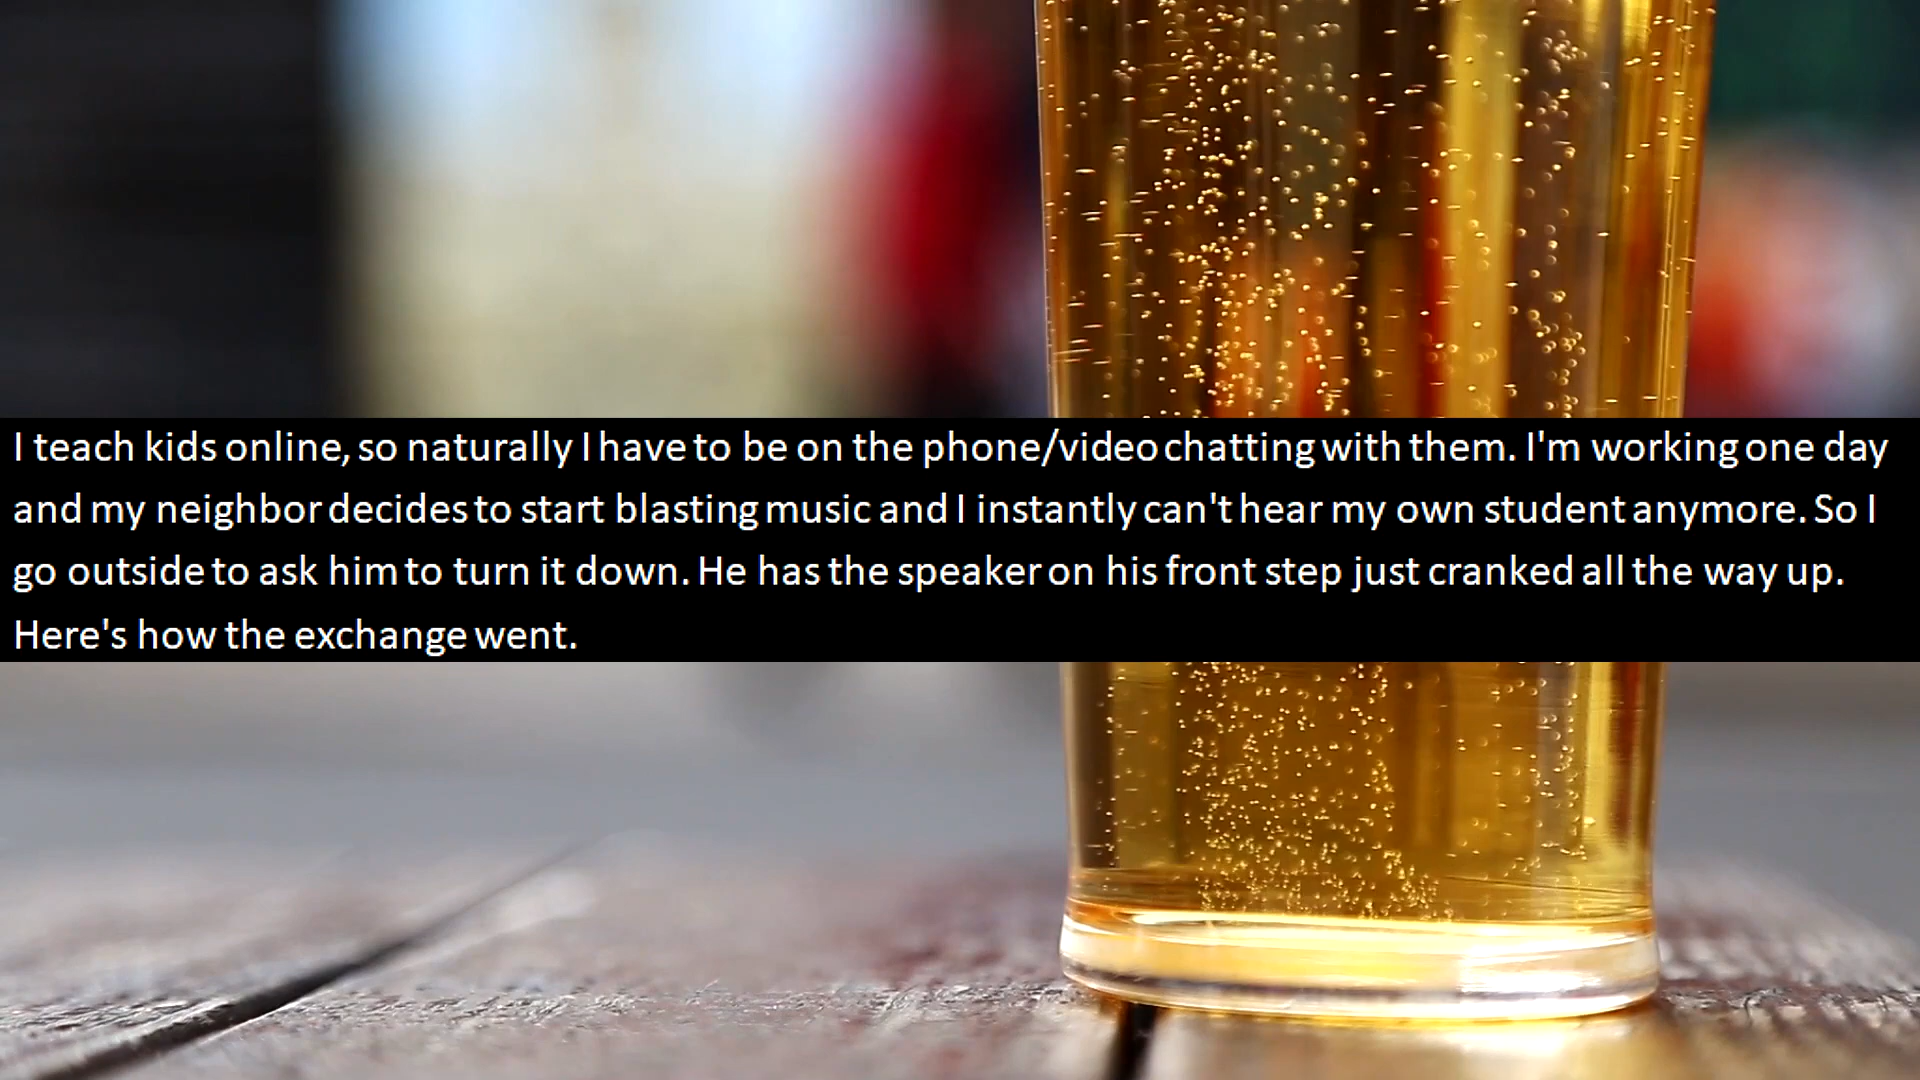 I teach kids online, so naturally I have to be on the phone/video chatting with them. I'm working one day
and my neighbor decides to start blasting music and I instantly can't hear my own student anymore. So I
go outside to ask him to turn it down. He has the speaker on his front step just cranked all the way up.
Here's how the exchange went.